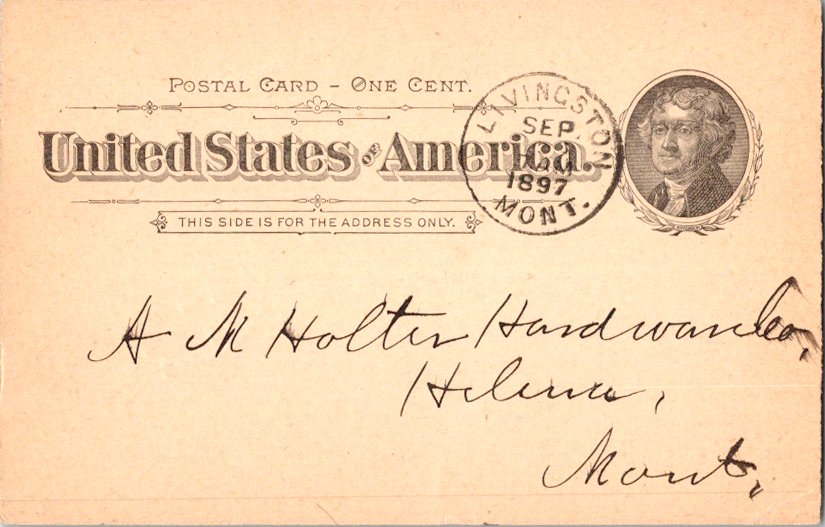 POSTAL CARD - ONE CENT.
United States of America.
THIS SIDE IS FOR THE ADDRESS ONLY.
LIVINGSTON
SEP.
1897
MONT.
A M Holter Hardware Co,
Helena,
Mont,